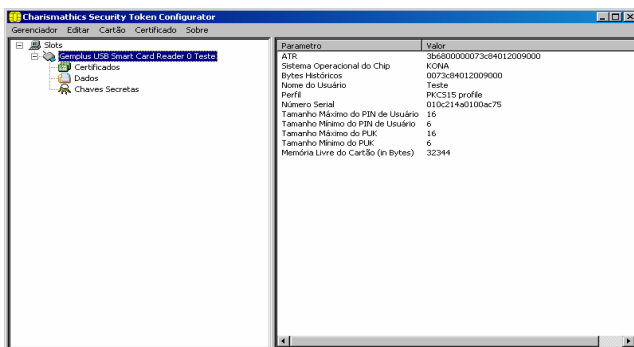 Charismathics Security Token Configurator
Gerenciador Editar Cartão Certificado Sobre
Slots
Gemplus USB Smart Card Reader 0 Teste
Certificados
Dados
Chaves Secretas
Parametro Valor
ATR 3b6800000073c84012009000
Sistema Operacional do Chip KONA
Bytes Históricos 0073c84012009000
Nome do Usuário Teste
Perfil PKCS15 profile
Número Serial 010c214a0100ac75
Tamanho Máximo do PIN de Usuário 16
Tamanho Mínimo do PIN de Usuário 6
Tamanho Máximo do PUK 16
Tamanho Mínimo do PUK 6
Memória Livre do Cartão (in Bytes) 32344